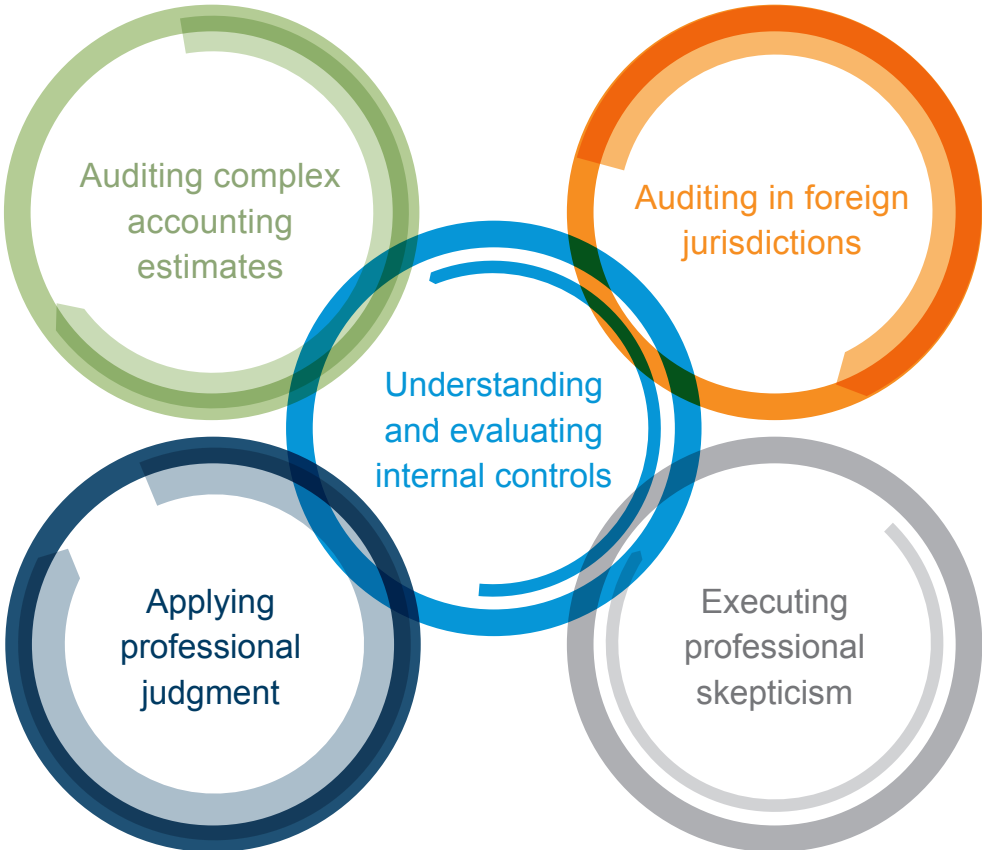 Auditing complex
accounting
estimates
Auditing in foreign
jurisdictions
Understanding
and evaluating
internal controls
Applying
professional
judgment
Executing
professional
skepticism